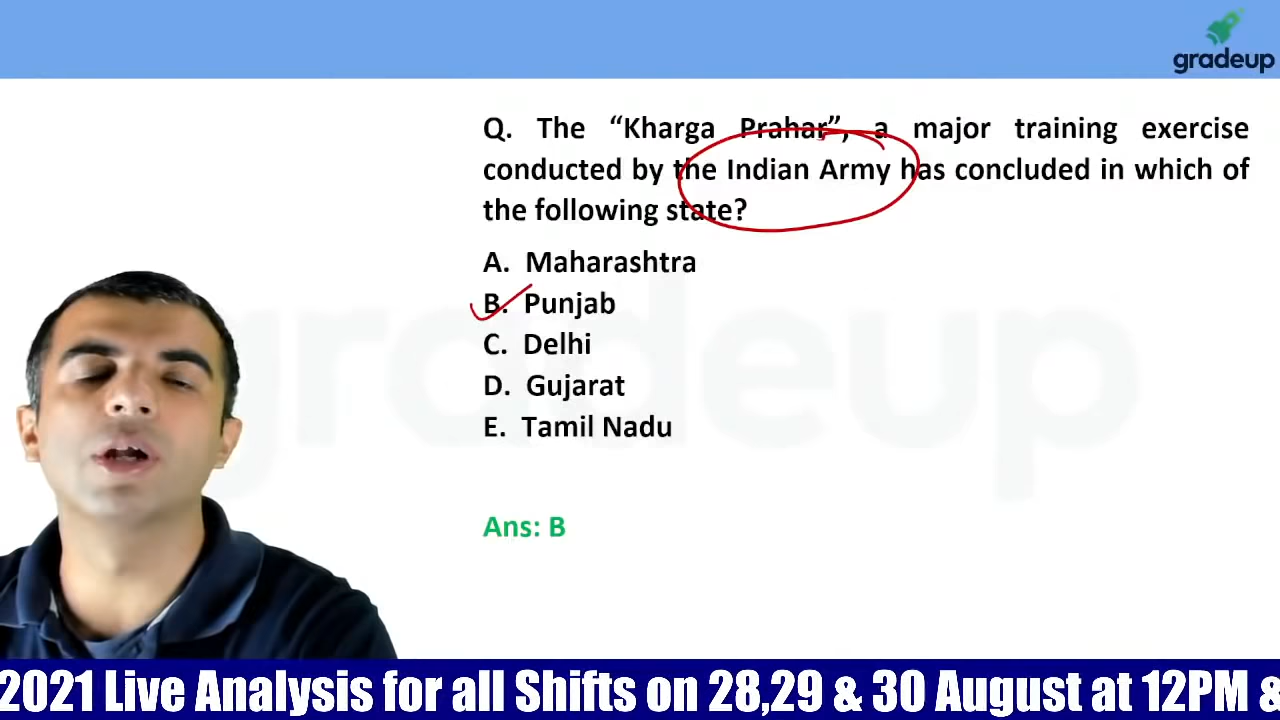 gradeup
Q. The “Kharga Prahar”, a major training exercise
conducted by the Indian Army has concluded in which of
the following state?
A. Maharashtra
B. Punjab
C. Delhi
D. Gujarat
E. Tamil Nadu
gradeup
Ans: B
2021 Live Analysis for all Shifts on 28,29 & 30 August at 12PM &